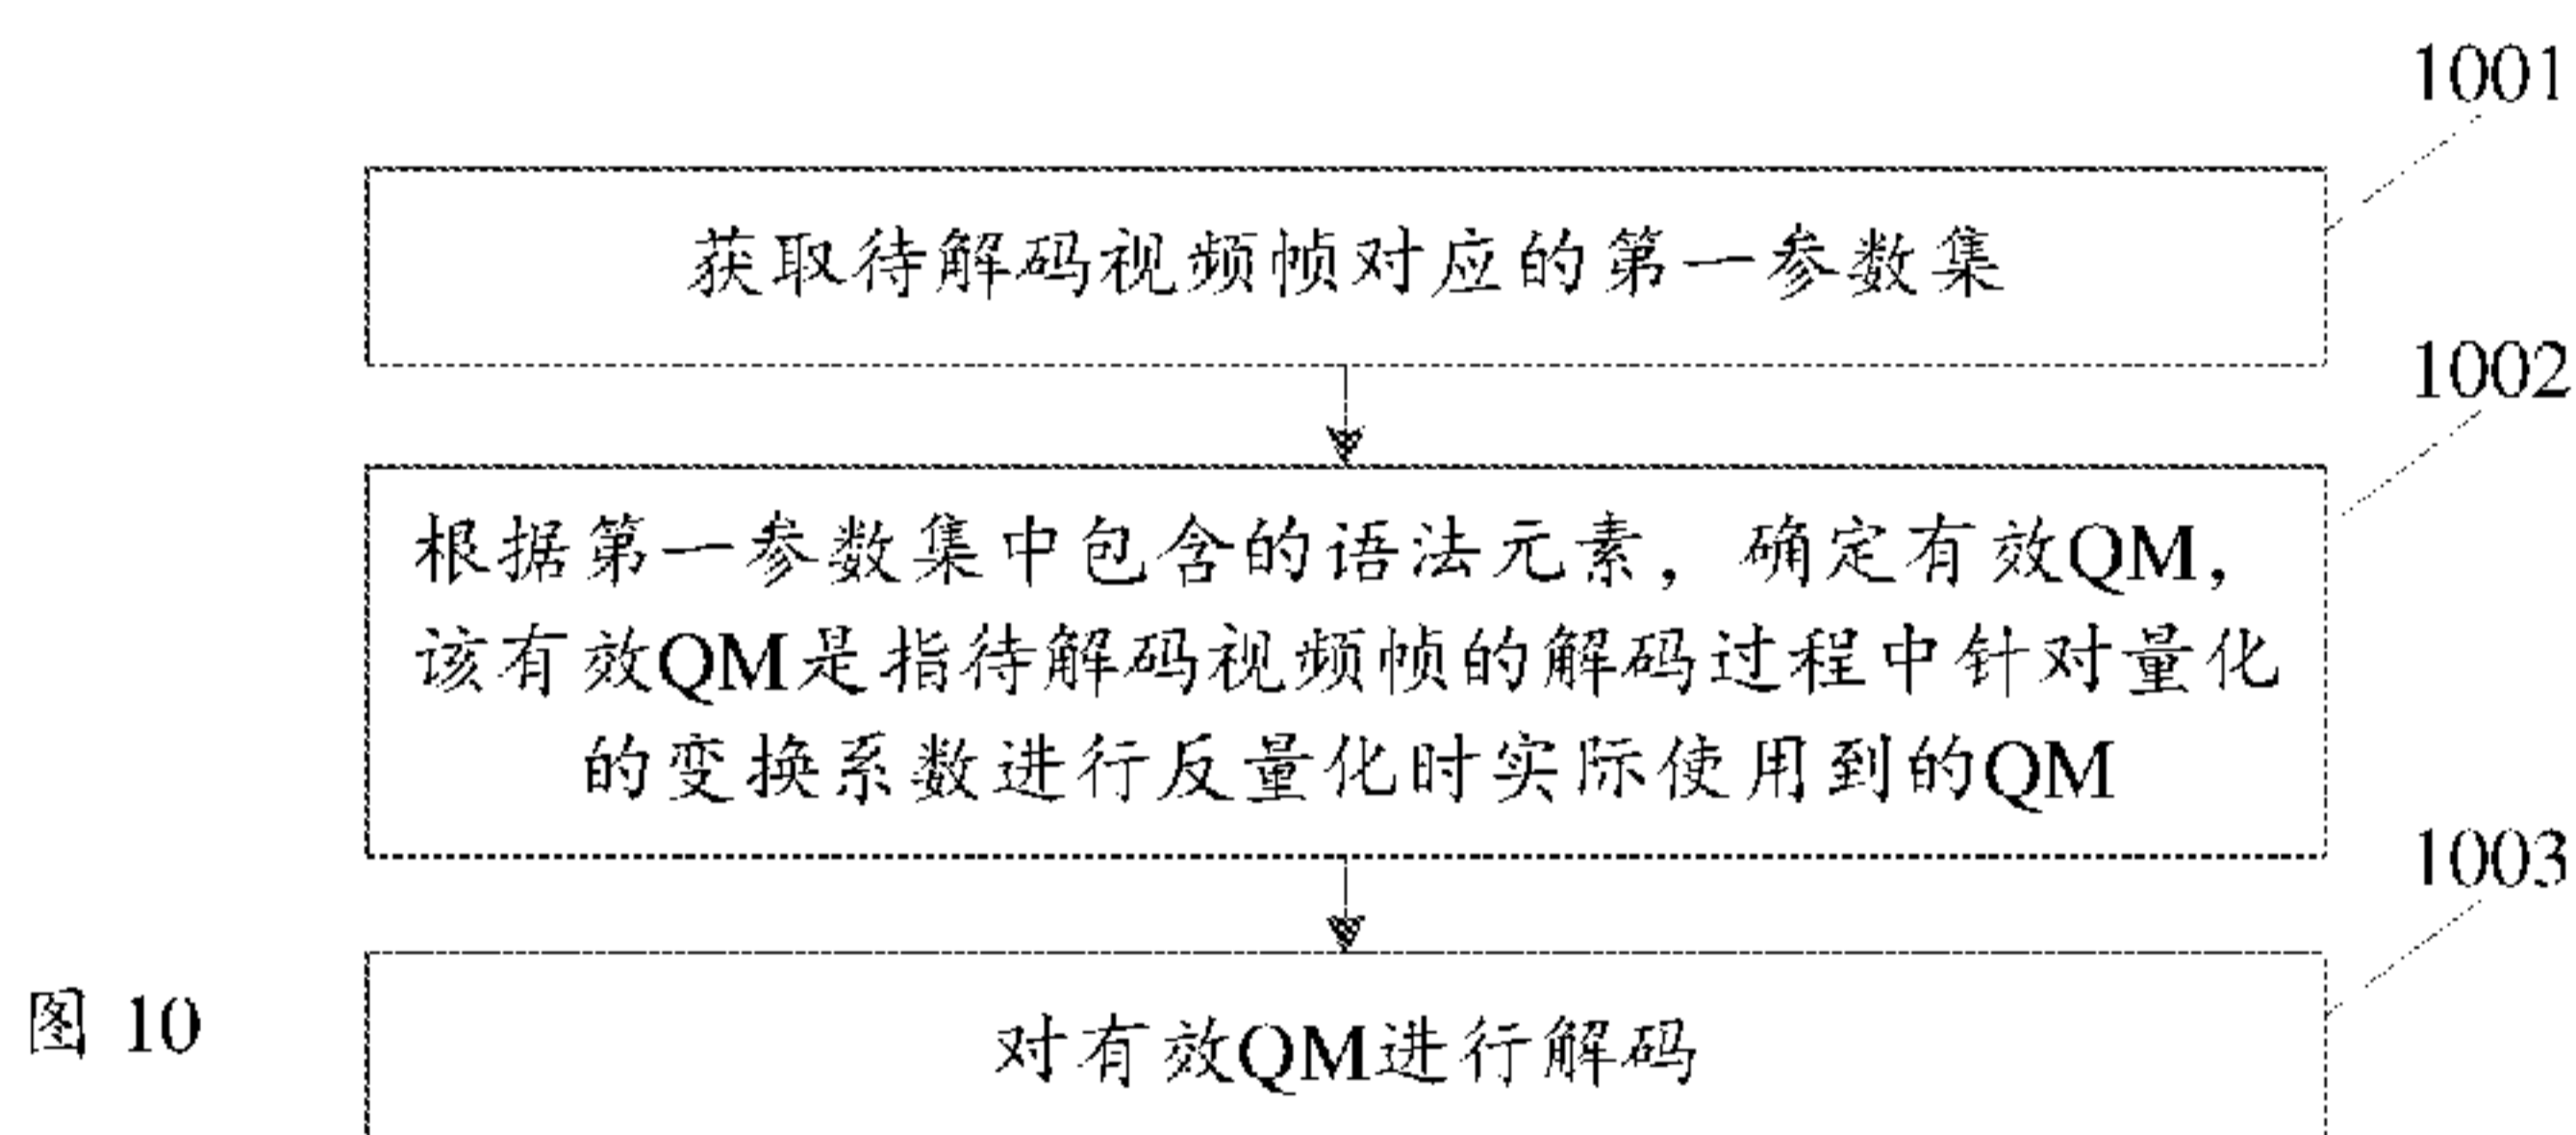 1001
获取待解码视频帧对应的第一参数集
1002
根据第一参数集中包含的语法元素，确定有效QM，
该有效QM是指待解码视频帧的解码过程中针对量化
的变换系数进行反量化时实际使用到的QM
1003
对有效QM进行解码
图 10